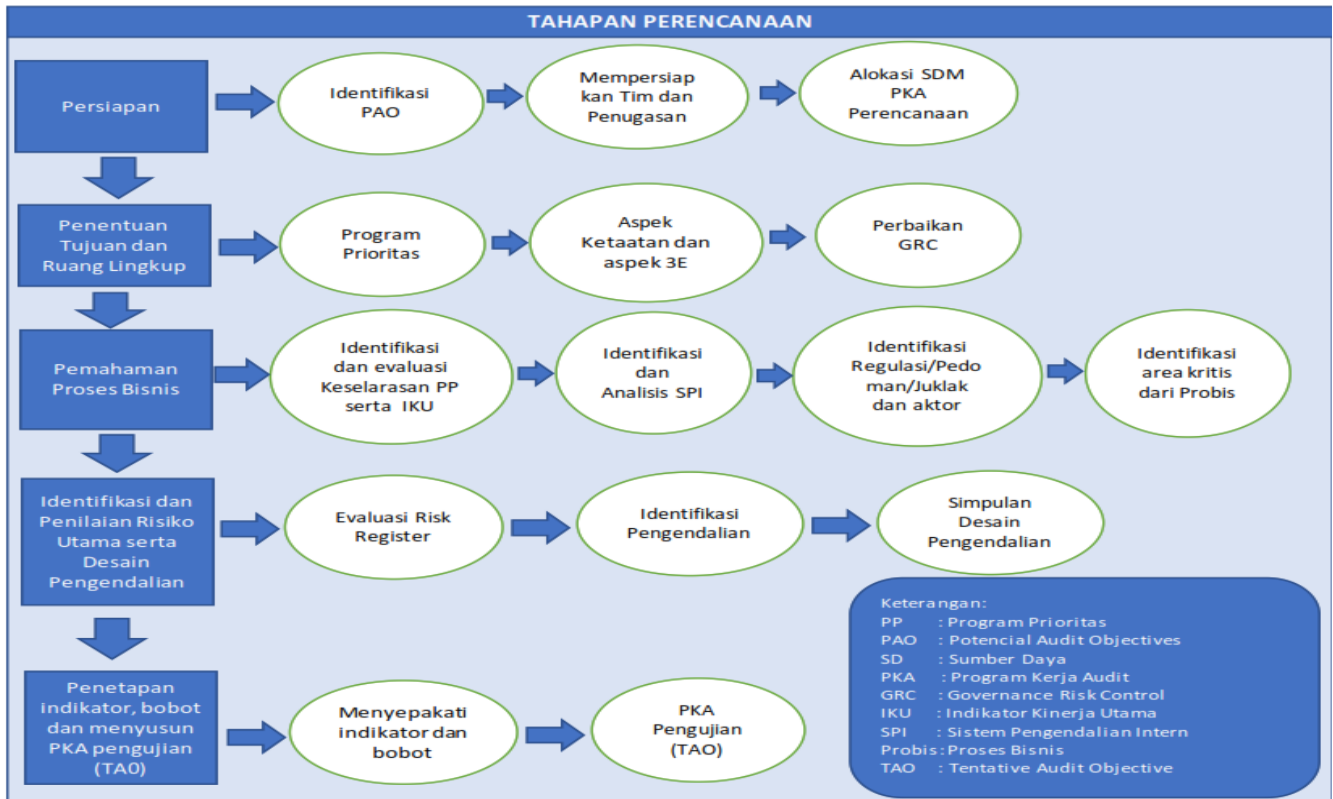 TAHAPAN PERENCANAAN
Persiapan
Identifikasi
PAO
Mempersiap
kan Tim dan
Penugasan
Alokasi SDM
PKA
Perencanaan
Penentuan
Tujuan dan
Ruang Lingkup
Program
Prioritas
Aspek
Ketaatan dan
aspek 3E
Perbaikan
GRC
Pemahaman
Proses Bisnis
Identifikasi
dan evaluasi
Keselarasan PP
serta IKU
Identifikasi
dan
Analisis SPI
Identifikasi
Regulasi/Pedo
man/Juklak
dan aktor
Identifikasi
area kritis
dari Probis
Identifikasi dan
Penilaian Risiko
Utama serta
Desain
Pengendalian
Evaluasi Risk
Register
Identifikasi
Pengendalian
Simpulan
Desain
Pengendalian
Penetapan
indikator, bobot
dan menyusun
PKA pengujian
(TA0)
Menyepakati
indikator dan
bobot
PKA
Pengujian
(TAO)
Keterangan:
PP : Program Prioritas
PAO : Potencial Audit Objectives
SD : Sumber Daya
PKA : Program Kerja Audit
GRC : Governance Risk Control
IKU : Indikator Kinerja Utama
SPI : Sistem Pengendalian Intern
Probis : Proses Bisnis
TAO : Tentative Audit Objective